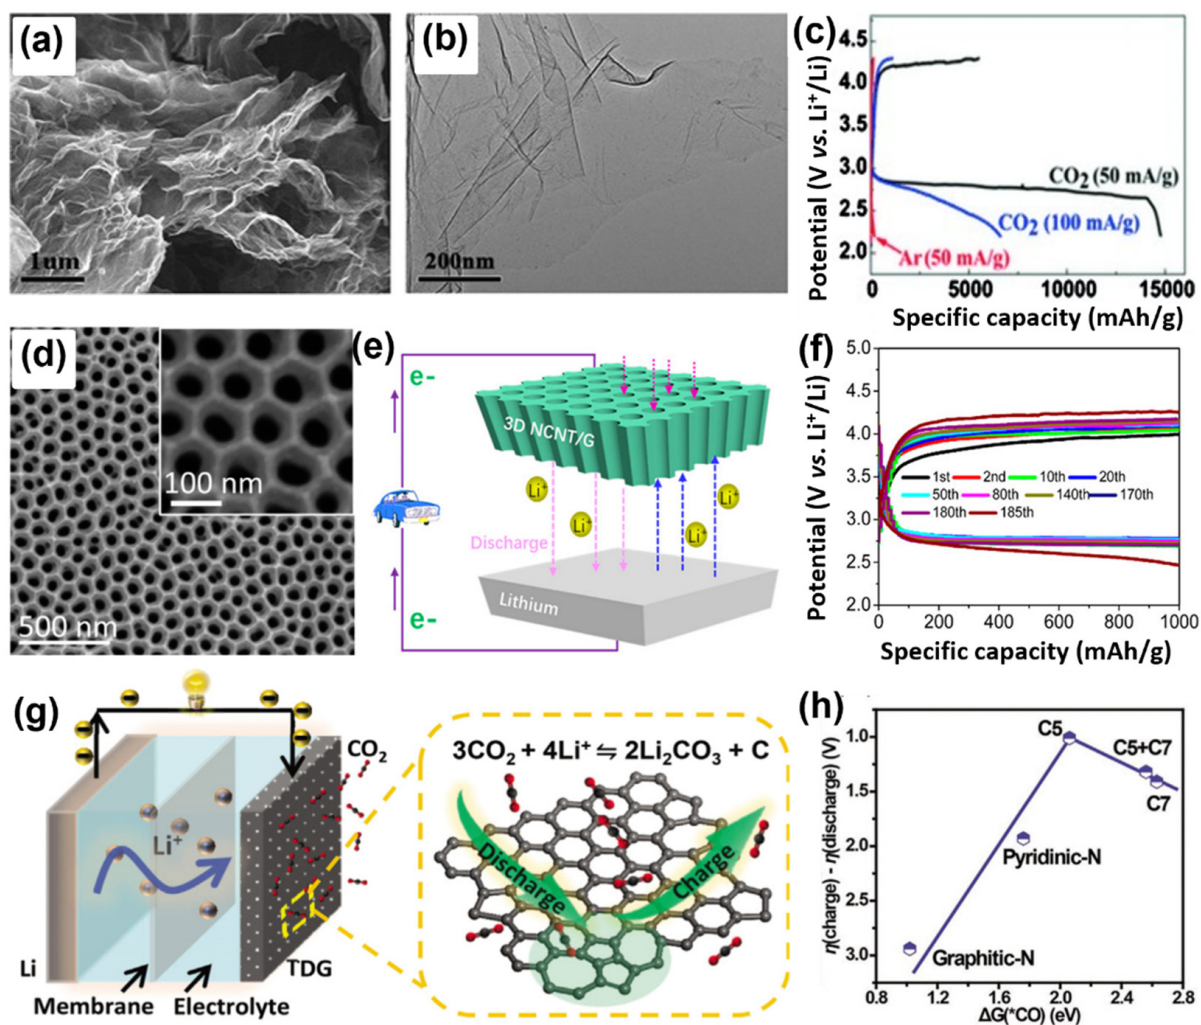 (a)
1um
(b)
200nm
(c)
Potential (V vs. Li⁺/Li)
4.5
4.0
3.5
3.0
2.5
2.0
CO₂ (50 mA/g)
CO₂ (100 mA/g)
Ar (50 mA/g)
0 5000 10000 15000
Specific capacity (mAh/g)
(d)
100 nm
500 nm
(e)
e-
3D NCNT/G
Li⁺
Li⁺
Li⁺
Li⁺
Discharge
Lithium
e-
(f)
Potential (V vs. Li⁺/Li)
5.0
4.5
4.0
3.5
3.0
2.5
2.0
1st 2nd 10th 20th
50th 80th 140th 170th
180th 185th
0 200 400 600 800 1000
Specific capacity (mAh/g)
(g)
CO₂
Li⁺
Li
TDG
Membrane Electrolyte
3CO₂ + 4Li⁺ ⇋ 2Li₂CO₃ + C
Discharge
Charge
(h)
η(charge) - η(discharge) (V)
1.0
1.5
2.0
2.5
3.0
C5
C5+C7
C7
Pyridinic-N
Graphitic-N
0.8 1.2 1.6 2.0 2.4 2.8
ΔG(*CO) (eV)